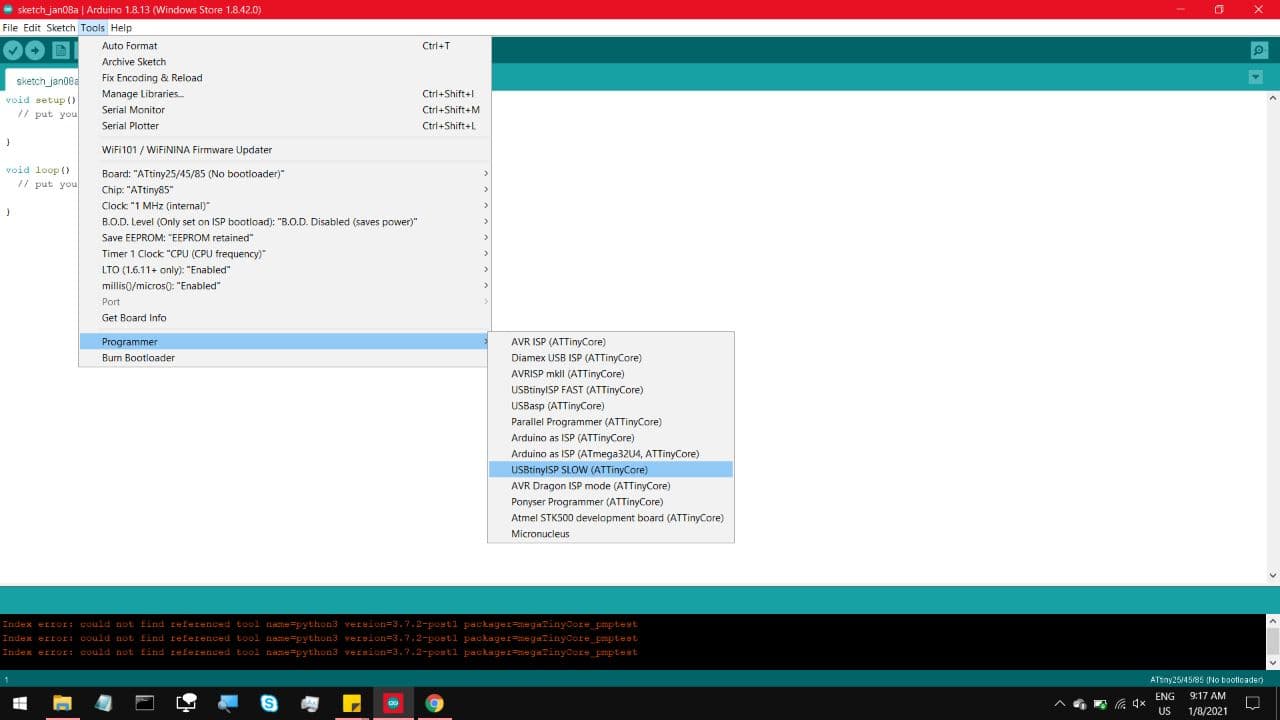 sketch_jan08a | Arduino 1.8.13 (Windows Store 1.8.42.0)
File Edit Sketch Tools Help
sketch_jan08a
void setup()
// put you
}
void loop()
// put you
}
Auto Format Ctrl+T
Archive Sketch
Fix Encoding & Reload
Manage Libraries... Ctrl+Shift+I
Serial Monitor Ctrl+Shift+M
Serial Plotter Ctrl+Shift+L
WiFi101 / WiFiNINA Firmware Updater
Board: "ATtiny25/45/85 (No bootloader)"
Chip: "ATtiny85"
Clock: "1 MHz (internal)"
B.O.D. Level (Only set on ISP bootload): "B.O.D. Disabled (saves power)"
Save EEPROM: "EEPROM retained"
Timer 1 Clock: "CPU (CPU frequency)"
LTO (1.6.11+ only): "Enabled"
millis()/micros(): "Enabled"
Port
Get Board Info
Programmer
Burn Bootloader
AVR ISP (ATTinyCore)
Diamex USB ISP (ATTinyCore)
AVRISP mkII (ATTinyCore)
USBtinyISP FAST (ATTinyCore)
USBasp (ATTinyCore)
Parallel Programmer (ATTinyCore)
Arduino as ISP (ATTinyCore)
Arduino as ISP (ATmega32U4, ATTinyCore)
USBtinyISP SLOW (ATTinyCore)
AVR Dragon ISP mode (ATTinyCore)
Ponyser Programmer (ATTinyCore)
Atmel STK500 development board (ATTinyCore)
Micronucleus
Index error: could not find referenced tool name=python3 version=3.7.2-post1 packager=megaTinyCore_pmptest
Index error: could not find referenced tool name=python3 version=3.7.2-post1 packager=megaTinyCore_pmptest
Index error: could not find referenced tool name=python3 version=3.7.2-post1 packager=megaTinyCore_pmptest
1 ATtiny25/45/85 (No bootloader)
ENG 9:17 AM
US 1/8/2021